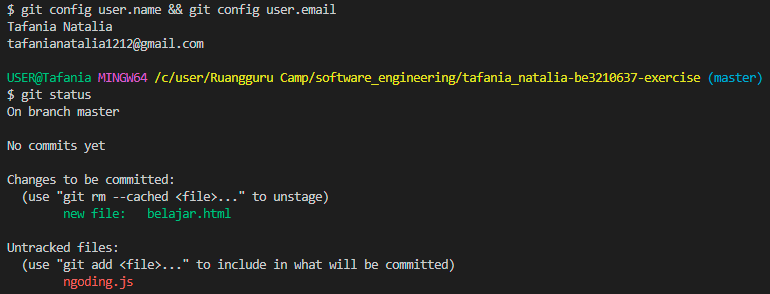 $ git config user.name && git config user.email
Tafania Natalia
tafanianatalia1212@gmail.com
USER@Tafania MINGW64 /c/user/Ruangguru Camp/software_engineering/tafania_natalia-be3210637-exercise (master)
$ git status
On branch master
No commits yet
Changes to be committed:
  (use "git rm --cached <file>..." to unstage)
        new file:   belajar.html
Untracked files:
  (use "git add <file>..." to include in what will be committed)
        ngoding.js